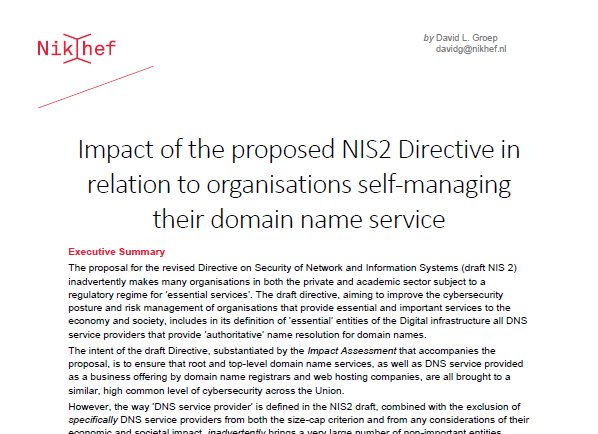 Nikhef
by David L. Groep
davidg@nikhef.nl
Impact of the proposed NIS2 Directive in
relation to organisations self-managing
their domain name service
Executive Summary
The proposal for the revised Directive on Security of Network and Information Systems (draft NIS 2)
inadvertently makes many organisations in both the private and academic sector subject to a
regulatory regime for 'essential services'. The draft directive, aiming to improve the cybersecurity
posture and risk management of organisations that provide essential and important services to the
economy and society, includes in its definition of 'essential' entities of the Digital infrastructure all DNS
service providers that provide 'authoritative' name resolution for domain names.
The intent of the draft Directive, substantiated by the Impact Assessment that accompanies the
proposal, is to ensure that root and top-level domain name services, as well as DNS service provided
as a business offering by domain name registrars and web hosting companies, are all brought to a
similar, high common level of cybersecurity across the Union.
However, the way 'DNS service provider' is defined in the NIS2 draft, combined with the exclusion of
specifically DNS service providers from both the size-cap criterion and from any considerations of their
economic and societal impact, inadvertently brings a very large number of non-important entities